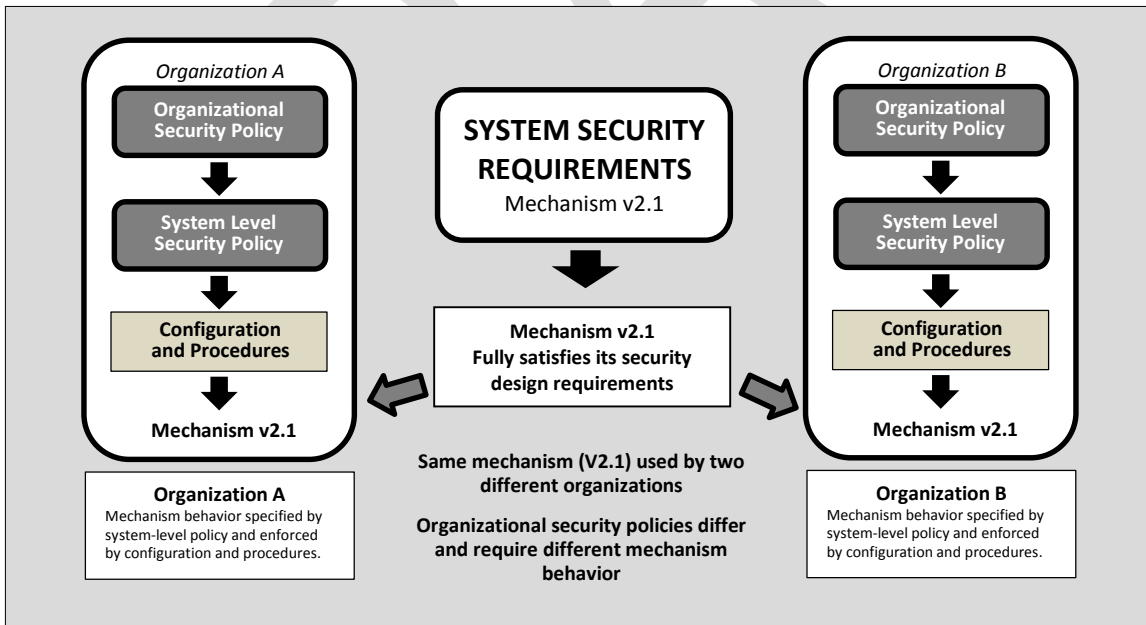 Organization A
Organizational
Security Policy
System Level
Security Policy
Configuration
and Procedures
Mechanism v2.1
Organization A
Mechanism behavior specified by
system-level policy and enforced
by configuration and procedures.
SYSTEM SECURITY
REQUIREMENTS
Mechanism v2.1
Mechanism v2.1
Fully satisfies its security
design requirements
Same mechanism (V2.1) used by two
different organizations
Organizational security policies differ
and require different mechanism
behavior
Organization B
Organizational
Security Policy
System Level
Security Policy
Configuration
and Procedures
Mechanism v2.1
Organization B
Mechanism behavior specified by
system-level policy and enforced
by configuration and procedures.